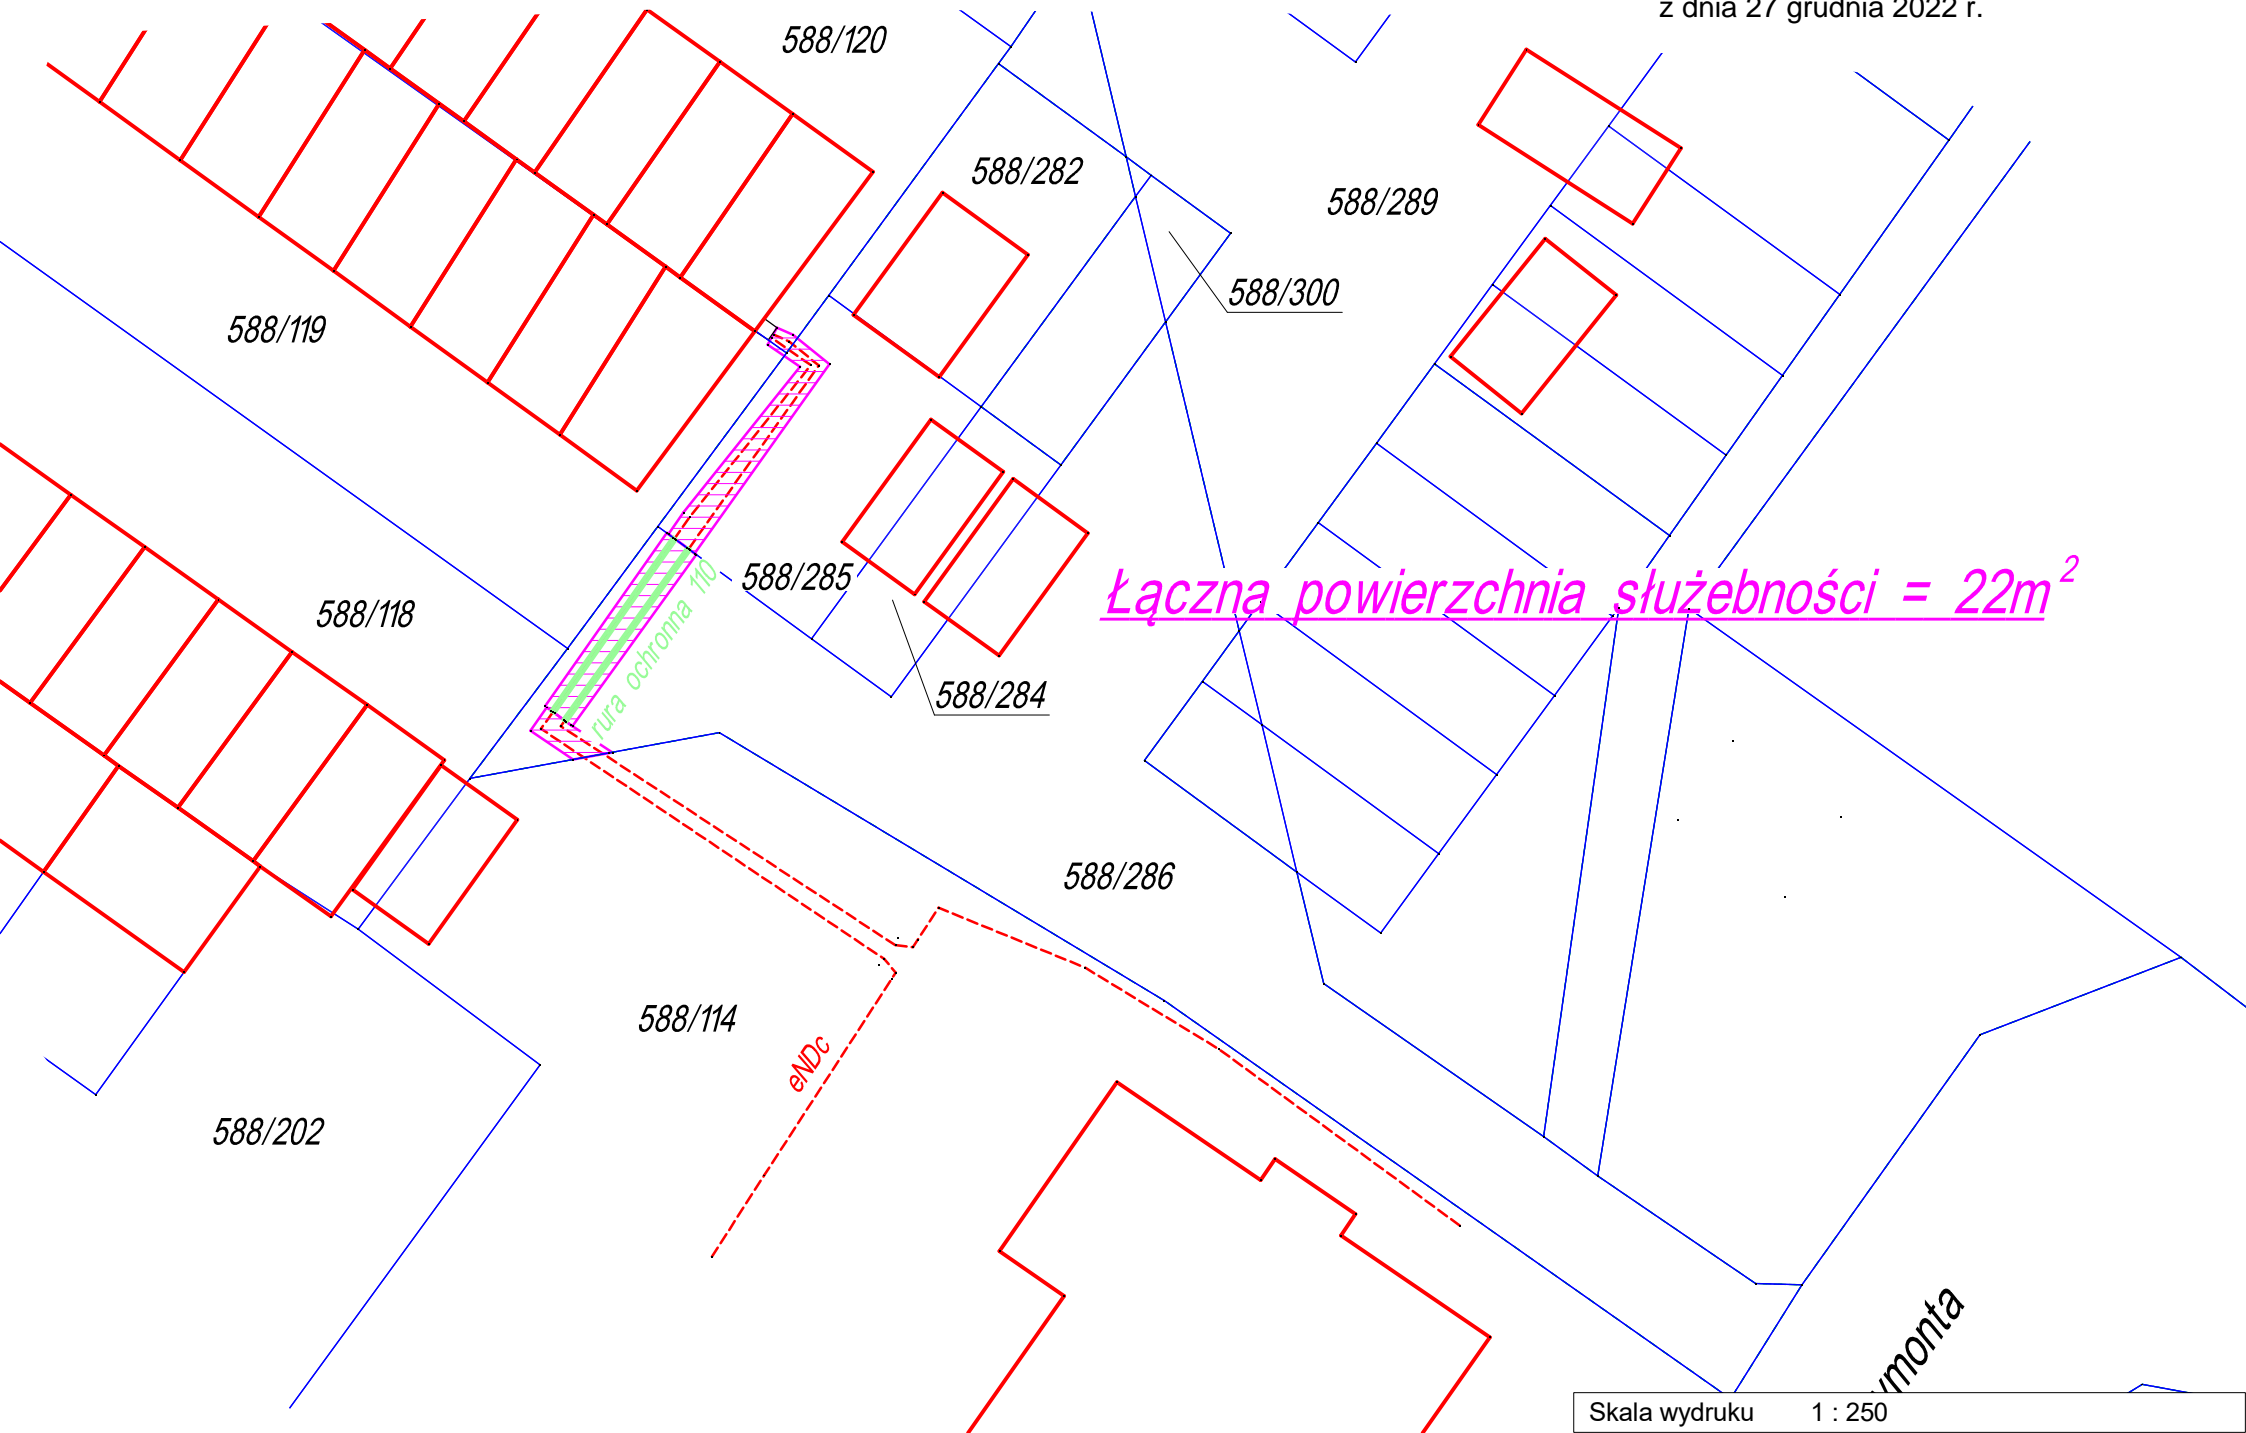 z dnia 27 grudnia 2022 r.
588/120
588/282
588/289
588/300
588/119
588/285
rura ochronna 110
Łączna powierzchnia służebności = 22m²
588/118
588/284
588/286
588/114
eNDc
588/202
ymonta
Skala wydruku 1 : 250